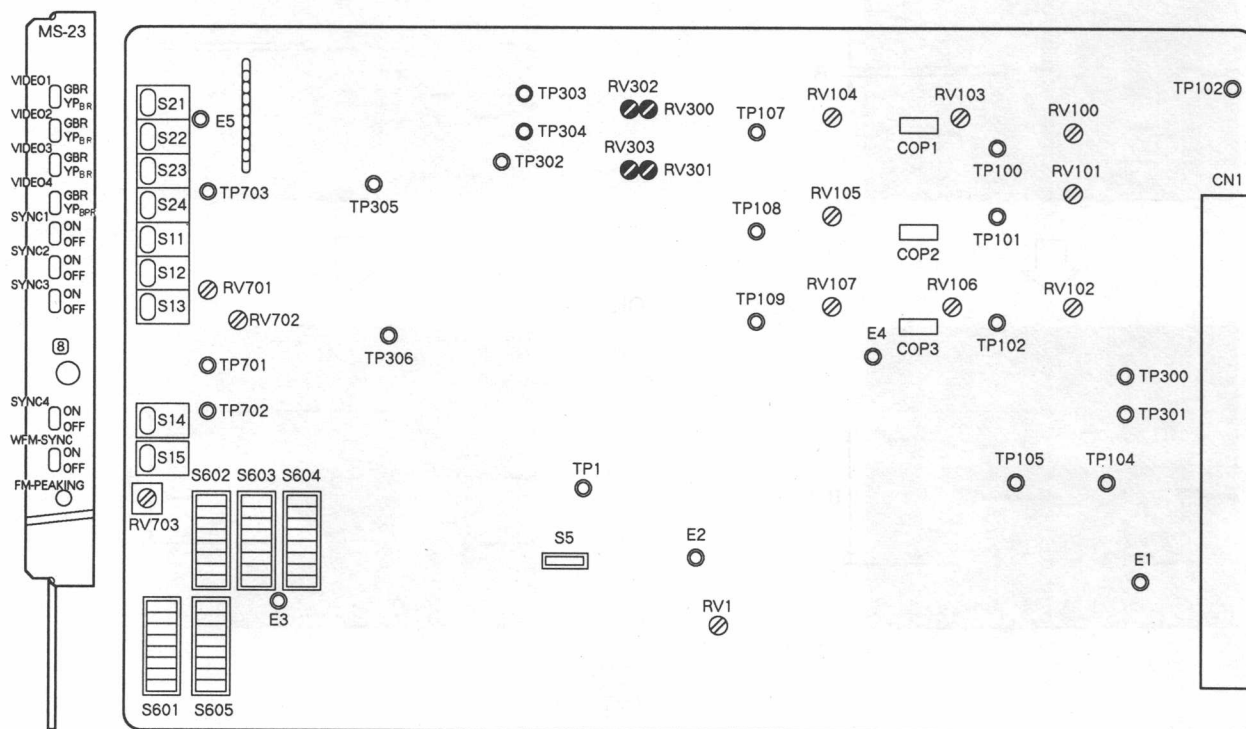 MS-23
VIDEO1
GBR
YPBR
VIDEO2
GBR
YPBR
VIDEO3
GBR
YPBR
VIDEO4
GBR
YPBPR
SYNC1
ON
OFF
SYNC2
ON
OFF
SYNC3
ON
OFF
8
SYNC4
ON
OFF
WFM-SYNC
ON
OFF
FM-PEAKING
S21
S22
S23
S24
S11
S12
S13
S14
S15
E5
TP703
RV701
RV702
TP701
TP702
RV703
S602
S603
S604
E3
S601
S605
TP305
TP306
TP303
TP304
TP302
RV302
RV300
RV303
RV301
TP107
RV104
RV103
RV100
TP102
COP1
TP100
RV101
CN1
TP108
RV105
COP2
TP101
TP109
RV107
RV106
RV102
E4
COP3
TP102
TP300
TP301
TP105
TP104
TP1
S5
E2
E1
RV1